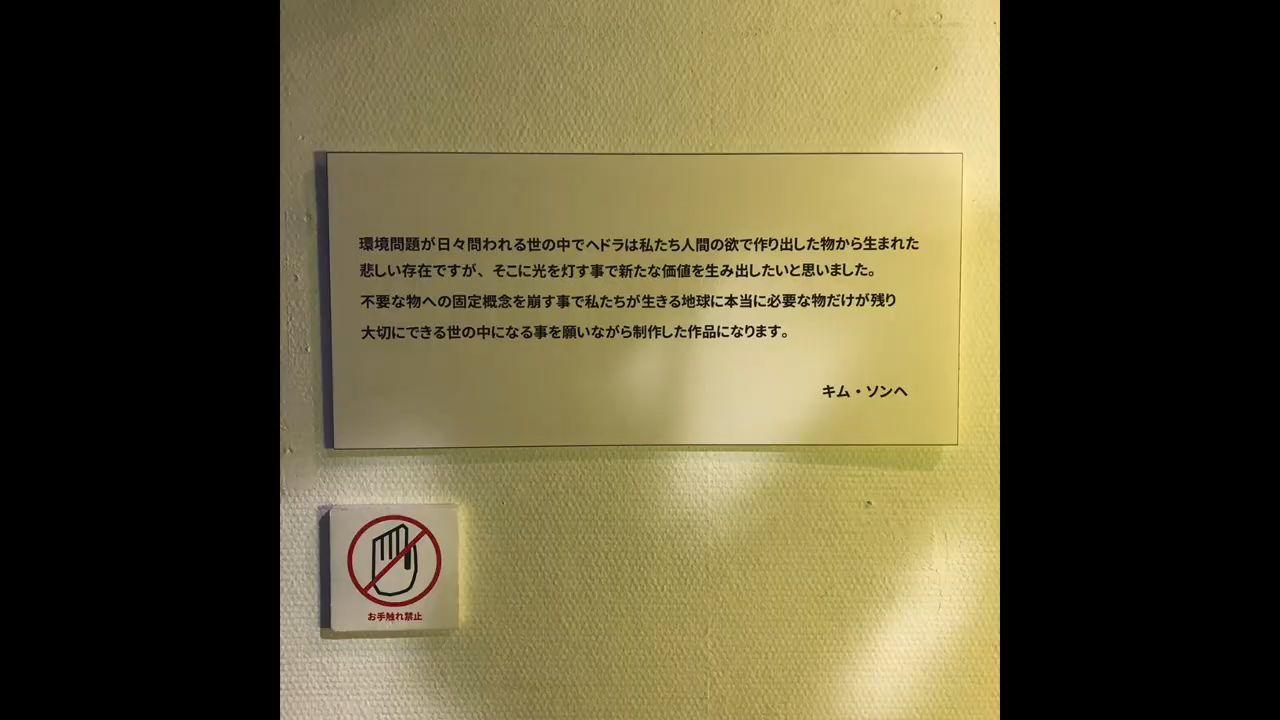 環境問題が日々問われる世の中でヘドラは私たち人間の欲で作り出した物から生まれた
悲しい存在ですが、そこに光を灯す事で新たな価値を生み出したいと思いました。
不要な物への固定概念を崩す事で私たちが生きる地球に本当に必要な物だけが残り
大切にできる世の中になる事を願いながら制作した作品になります。
キム・ソンヘ
お手触れ禁止